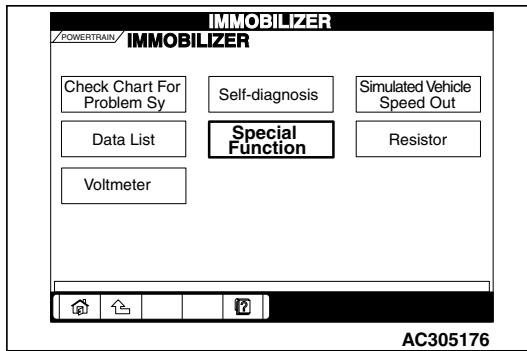 IMMOBILIZER
POWERTRAIN
IMMOBILIZER
Check Chart For
Problem Sy
Self-diagnosis
Simulated Vehicle
Speed Out
Data List
Special
Function
Resistor
Voltmeter
AC305176